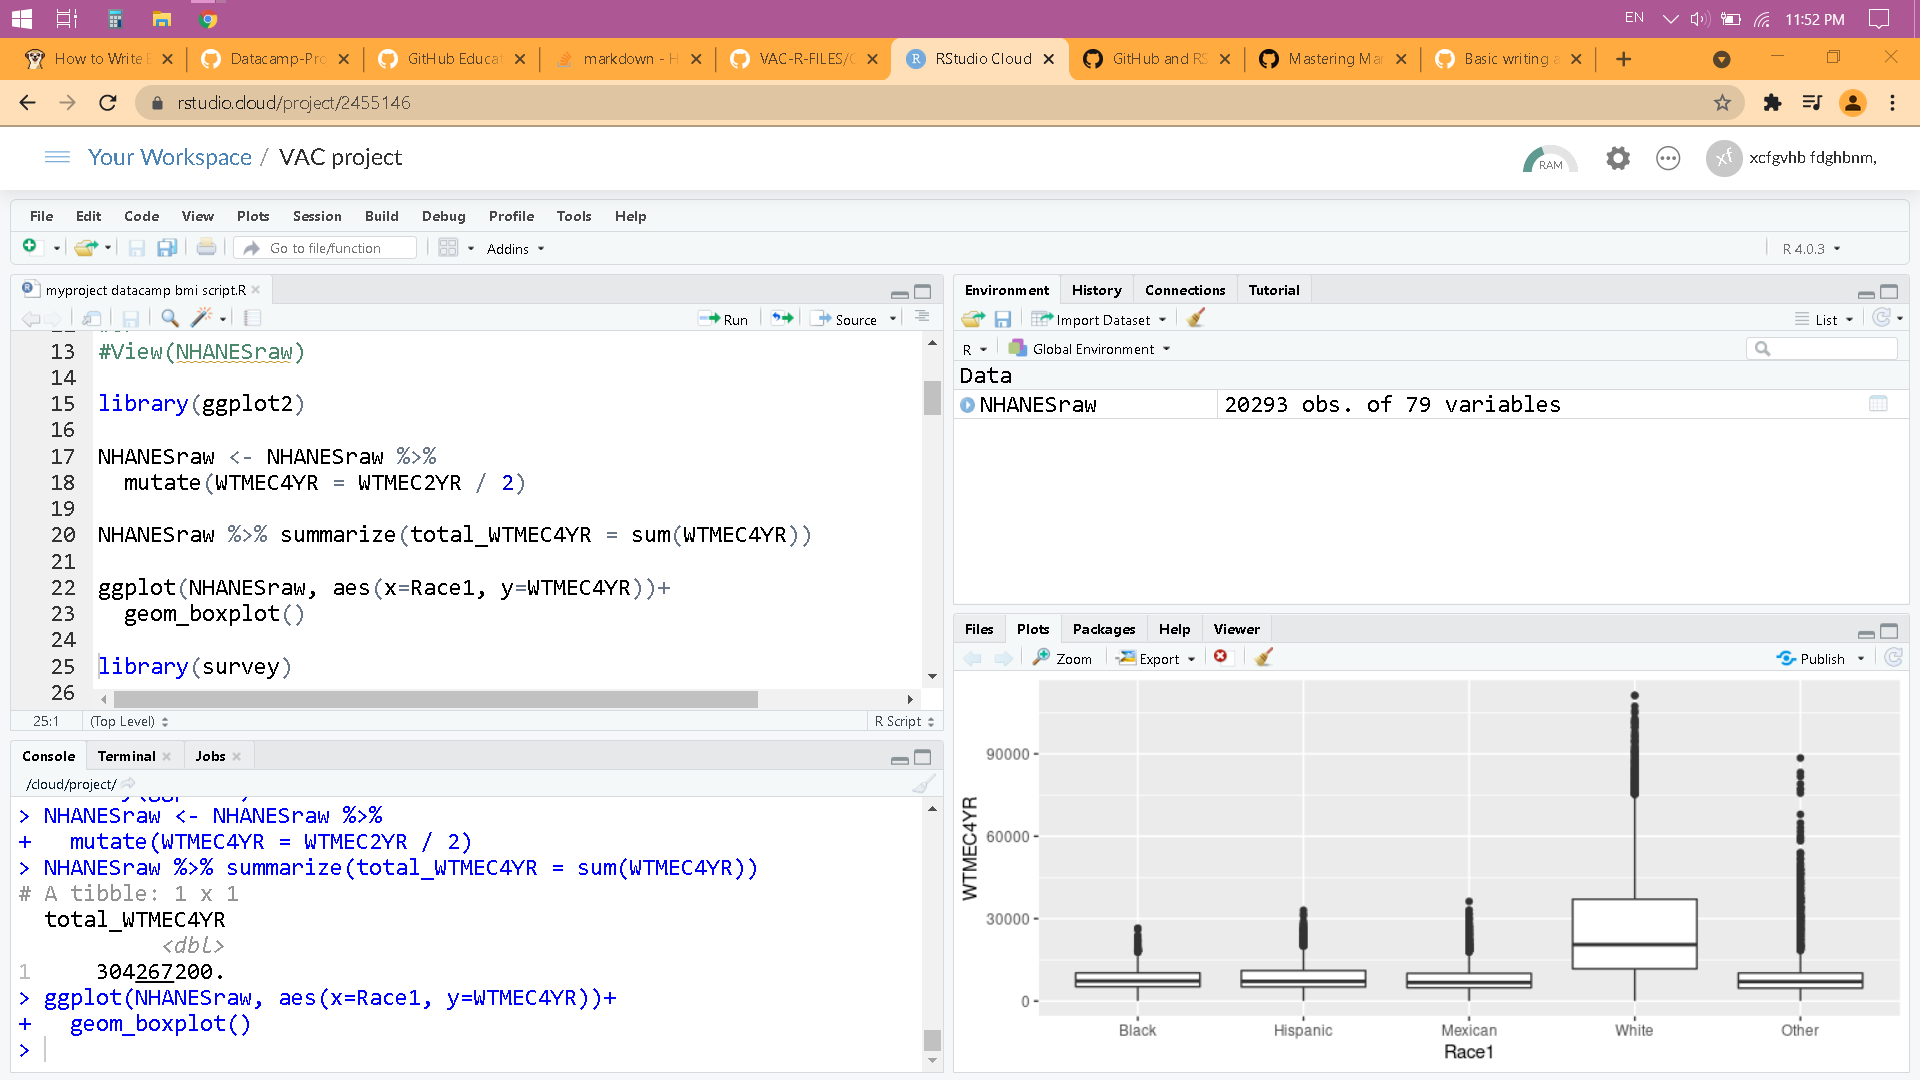 EN 11:52 PM
How to Write
Datacamp-Pro
GitHub Educat
markdown - H
VAC-R-FILES/
RStudio Cloud
GitHub and RS
Mastering Mar
Basic writing a
rstudio.cloud/project/2455146
Your Workspace / VAC project
RAM
xf
xcfgvhb fdghbnm,
File Edit Code View Plots Session Build Debug Profile Tools Help
Go to file/function
Addins
R 4.0.3
myproject datacamp bmi script.R
Run
Source
13 #View(NHANESraw)
14
15 library(ggplot2)
16
17 NHANESraw <- NHANESraw %>%
18 mutate(WTMEC4YR = WTMEC2YR / 2)
19
20 NHANESraw %>% summarize(total_WTMEC4YR = sum(WTMEC4YR))
21
22 ggplot(NHANESraw, aes(x=Race1, y=WTMEC4YR))+
23 geom_boxplot()
24
25 library(survey)
26
25:1 (Top Level) R Script
Console Terminal Jobs
/cloud/project/
> NHANESraw <- NHANESraw %>%
+ mutate(WTMEC4YR = WTMEC2YR / 2)
> NHANESraw %>% summarize(total_WTMEC4YR = sum(WTMEC4YR))
# A tibble: 1 x 1
total_WTMEC4YR
<dbl>
1 304267200.
> ggplot(NHANESraw, aes(x=Race1, y=WTMEC4YR))+
+ geom_boxplot()
>
Environment History Connections Tutorial
Import Dataset
List
R Global Environment
Data
NHANESraw 20293 obs. of 79 variables
Files Plots Packages Help Viewer
Zoom Export Publish
90000
60000
30000
0
WTMEC4YR
Black Hispanic Mexican White Other
Race1